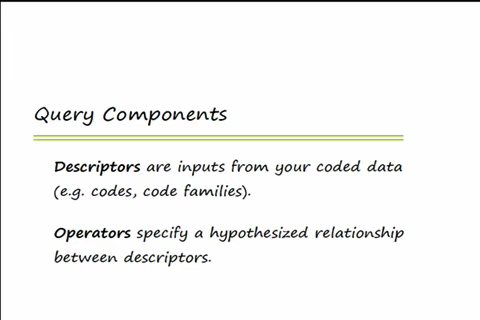 Query Components
Descriptors are inputs from your coded data
(e.g. codes, code families).
Operators specify a hypothesized relationship
between descriptors.